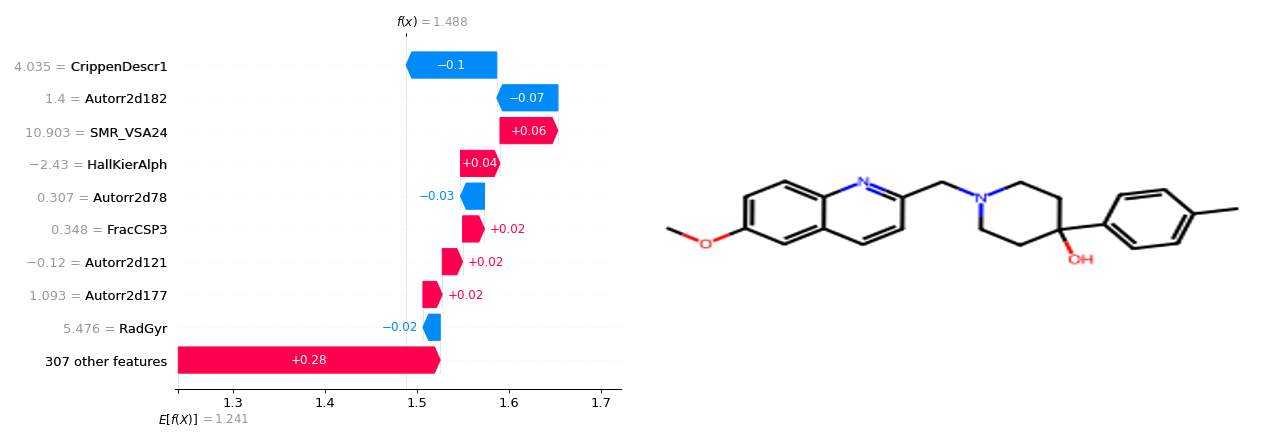 f(x) = 1.488
4.035 = CrippenDescr1
−0.1
1.4 = Autorr2d182
−0.07
10.903 = SMR_VSA24
+0.06
−2.43 = HallKierAlph
+0.04
0.307 = Autorr2d78
−0.03
0.348 = FracCSP3
+0.02
−0.12 = Autorr2d121
+0.02
1.093 = Autorr2d177
+0.02
5.476 = RadGyr
−0.02
307 other features
+0.28
1.3 1.4 1.5 1.6 1.7
E[f(X)] = 1.241
N
N
O
OH